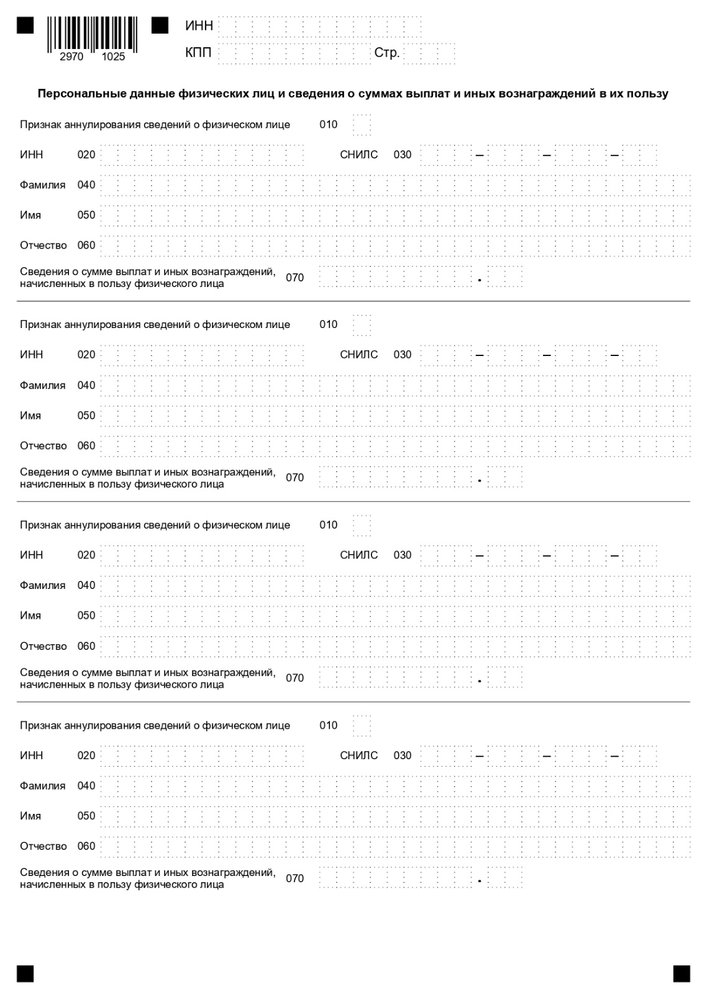 ИНН
КПП Стр.
2970 1025
Персональные данные физических лиц и сведения о суммах выплат и иных вознаграждений в их пользу
Признак аннулирования сведений о физическом лице 010
ИНН 020 СНИЛС 030 – – –
Фамилия 040
Имя 050
Отчество 060
Сведения о сумме выплат и иных вознаграждений,
начисленных в пользу физического лица 070 .
Признак аннулирования сведений о физическом лице 010
ИНН 020 СНИЛС 030 – – –
Фамилия 040
Имя 050
Отчество 060
Сведения о сумме выплат и иных вознаграждений,
начисленных в пользу физического лица 070 .
Признак аннулирования сведений о физическом лице 010
ИНН 020 СНИЛС 030 – – –
Фамилия 040
Имя 050
Отчество 060
Сведения о сумме выплат и иных вознаграждений,
начисленных в пользу физического лица 070 .
Признак аннулирования сведений о физическом лице 010
ИНН 020 СНИЛС 030 – – –
Фамилия 040
Имя 050
Отчество 060
Сведения о сумме выплат и иных вознаграждений,
начисленных в пользу физического лица 070 .